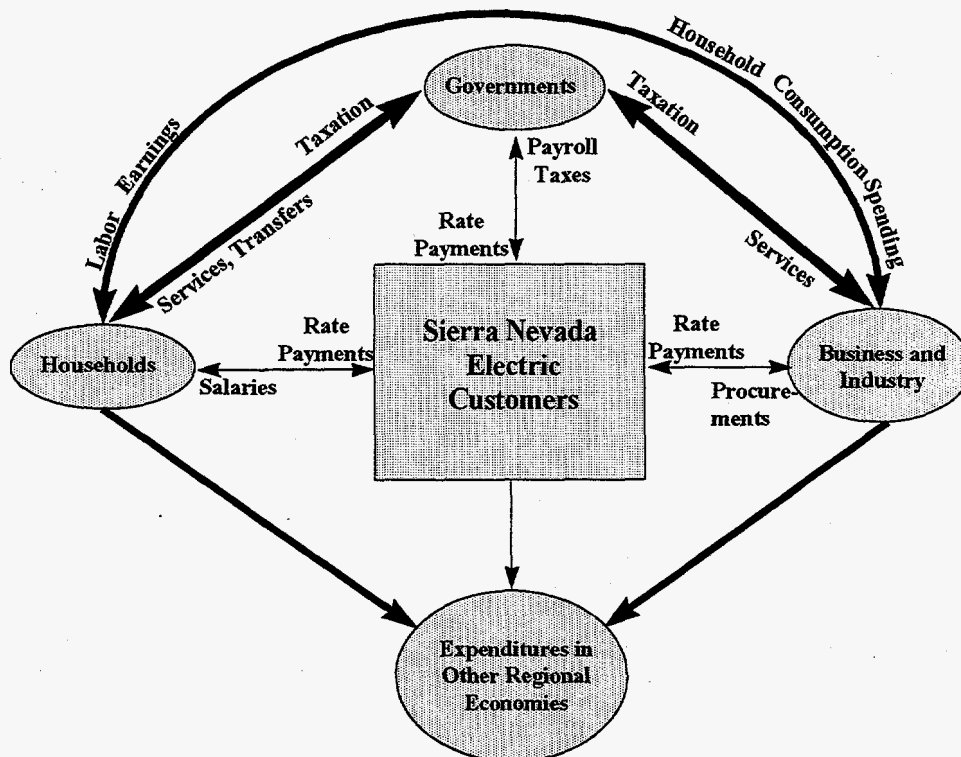 Household Consumption Spending
Governments
Taxation
Taxation
Labor Earnings
Payroll
Taxes
Services, Transfers
Rate
Payments
Services
Sierra Nevada
Electric
Customers
Rate
Payments
Rate
Payments
Households
Salaries
Business and
Industry
Procure-
ments
Expenditures in
Other Regional
Economies